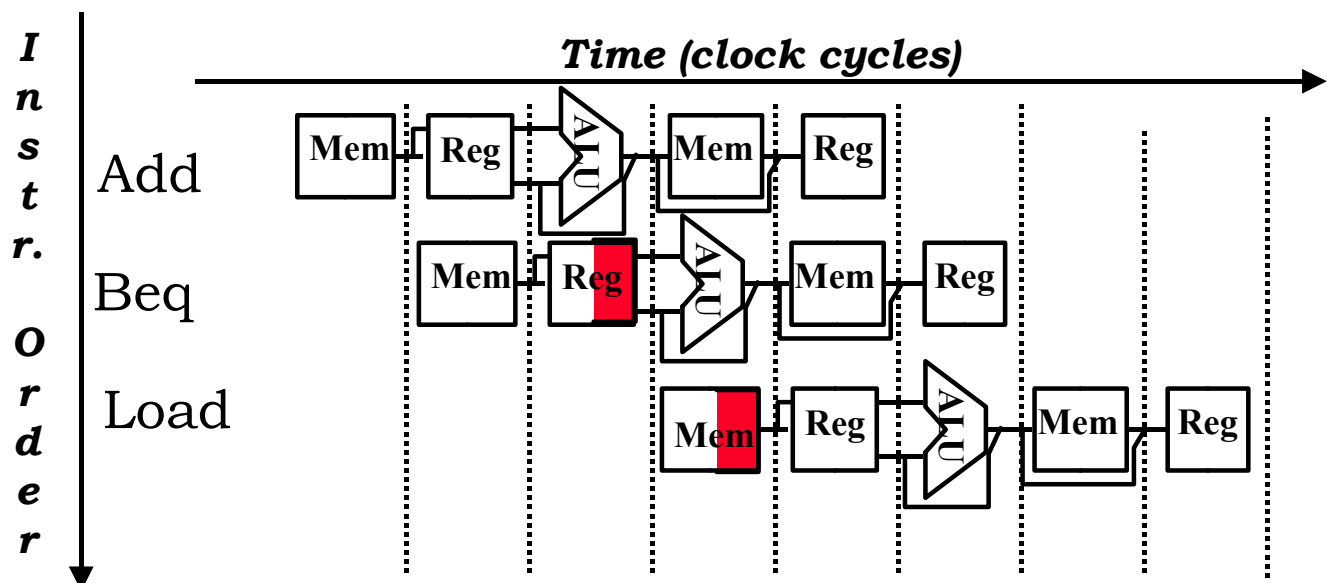 Instr. Order
Time (clock cycles)
Add
Mem Reg ALU Mem Reg
Beq
Mem Reg ALU Mem Reg
Load
Mem Reg ALU Mem Reg